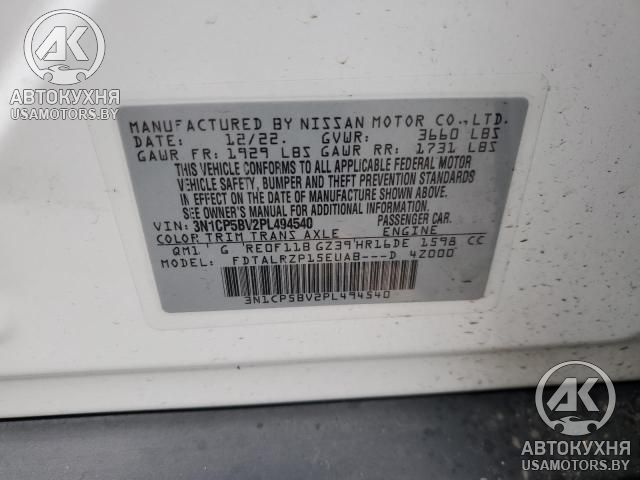 АК
АВТОКУХНЯ
USAMOTORS.BY
MANUFACTURED BY NISSAN MOTOR CO., LTD.
DATE: 12/22. GVWR: 3660 LBS
GAWR FR: 1929 LBS GAWR RR: 1731 LBS
THIS VEHICLE CONFORMS TO ALL APPLICABLE FEDERAL MOTOR
VEHICLE SAFETY, BUMPER AND THEFT PREVENTION STANDARDS
IN EFFECT ON THE DATE OF MANUFACTURE SHOWN ABOVE.
SEE OWNER'S MANUAL FOR ADDITIONAL INFORMATION.
VIN: 3N1CP5BV2PL494540 PASSENGER CAR.
COLOR TRIM TRANS AXLE ENGINE
QM1 G RE0F11B GZ39 HR16DE 1598 CC
MODEL: FDTALRZP15EUAB---D 4Z000
3N1CP5BV2PL494540
АК
АВТОКУХНЯ
USAMOTORS.BY